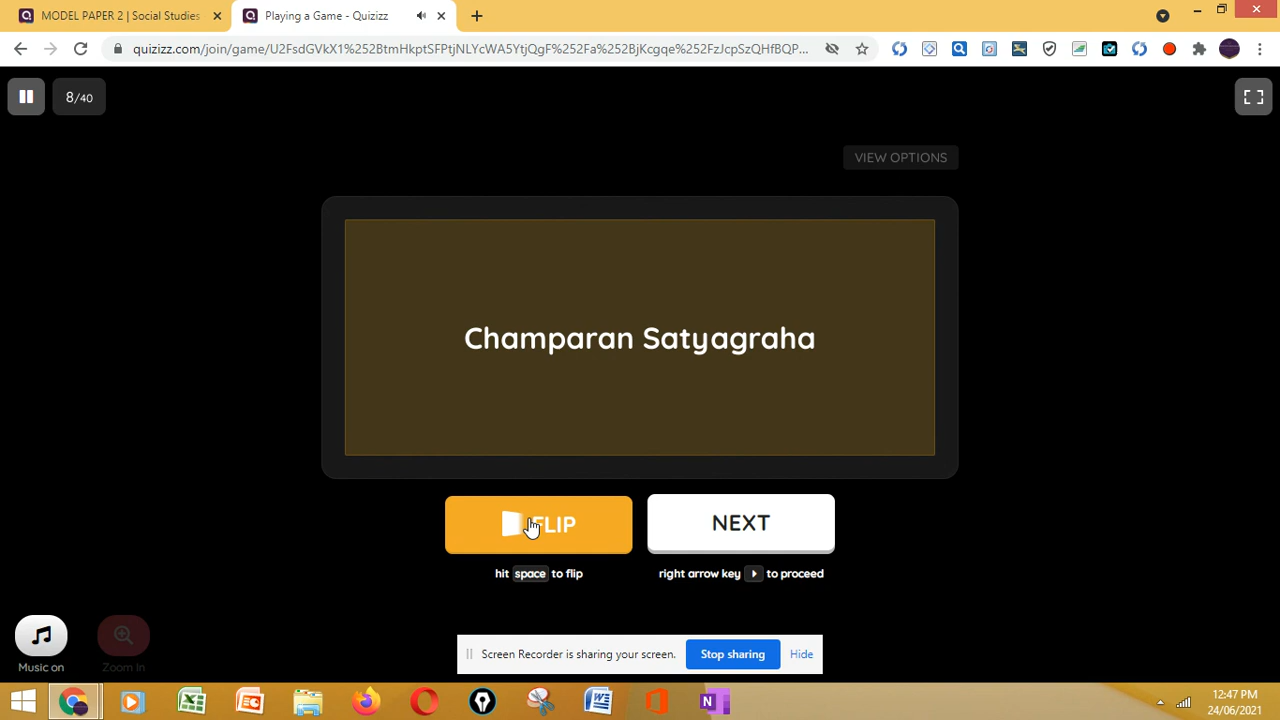 MODEL PAPER 2 | Social Studies
Playing a Game - Quizizz
quizizz.com/join/game/U2FsdGVkX1%252BtmHkptSFPtjNLYcWA5YtjQgF%252Fa%252BjKcgqe%252FzJcpSzQHfBQP...
8/40
VIEW OPTIONS
Champaran Satyagraha
FLIP
NEXT
hit space to flip
right arrow key to proceed
Music on
Zoom In
Screen Recorder is sharing your screen.
Stop sharing
Hide
12:47 PM
24/06/2021